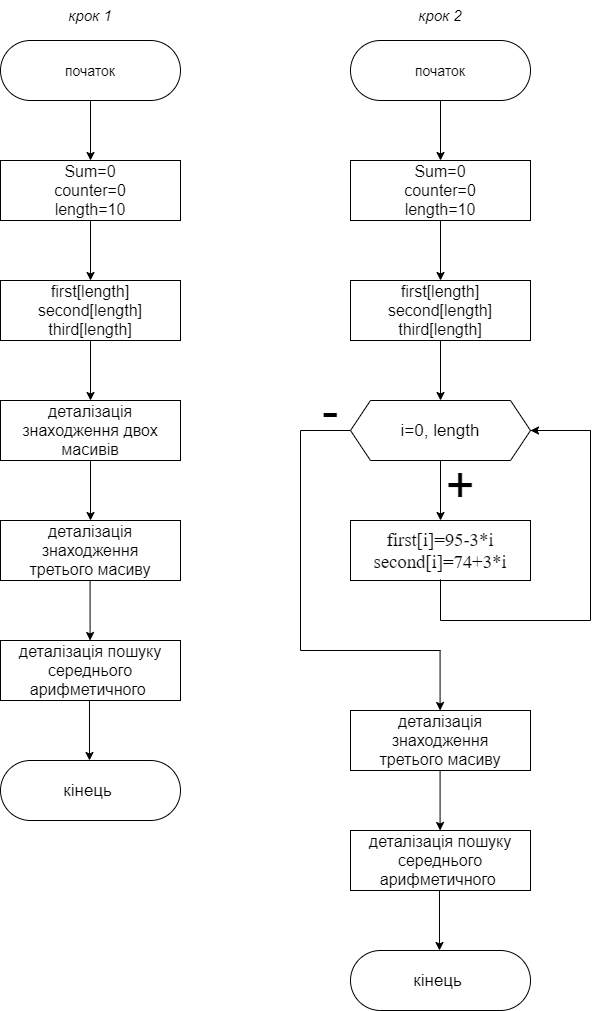 крок 1
початок
Sum=0
counter=0
length=10
first[length]
second[length]
third[length]
деталізація
знаходження двох
масивів
деталізація
знаходження
третього масиву
деталізація пошуку
середнього
арифметичного
кінець
крок 2
початок
Sum=0
counter=0
length=10
first[length]
second[length]
third[length]
-
i=0, length
+
first[i]=95-3*i
second[i]=74+3*i
деталізація
знаходження
третього масиву
деталізація пошуку
середнього
арифметичного
кінець